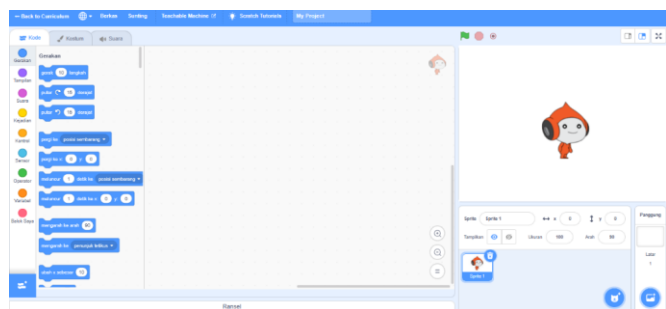 ← Back to Curriculum Berkas Sunting Teachable Machine Scratch Tutorials My Project
Kode Kostum Suara
Gerakan
Gerakan
Tampilan
Suara
Kejadian
Kontrol
Sensor
Operator
Variabel
gerak 10 langkah
putar 15 derajat
putar 15 derajat
pergi ke posisi sembarang
pergi ke x: 0 y: 0
meluncur 1 detik ke posisi sembarang
meluncur 1 detik ke x: 0 y: 0
mengarah ke arah 90
mengarah ke penunjuk tetikus
ubah x sebesar 10
Sprite Sprite 1 x 0 y 0
Tampilkan Ukuran 100 Arah 90
Sprite 1
Panggung
Latar
1
Ransel